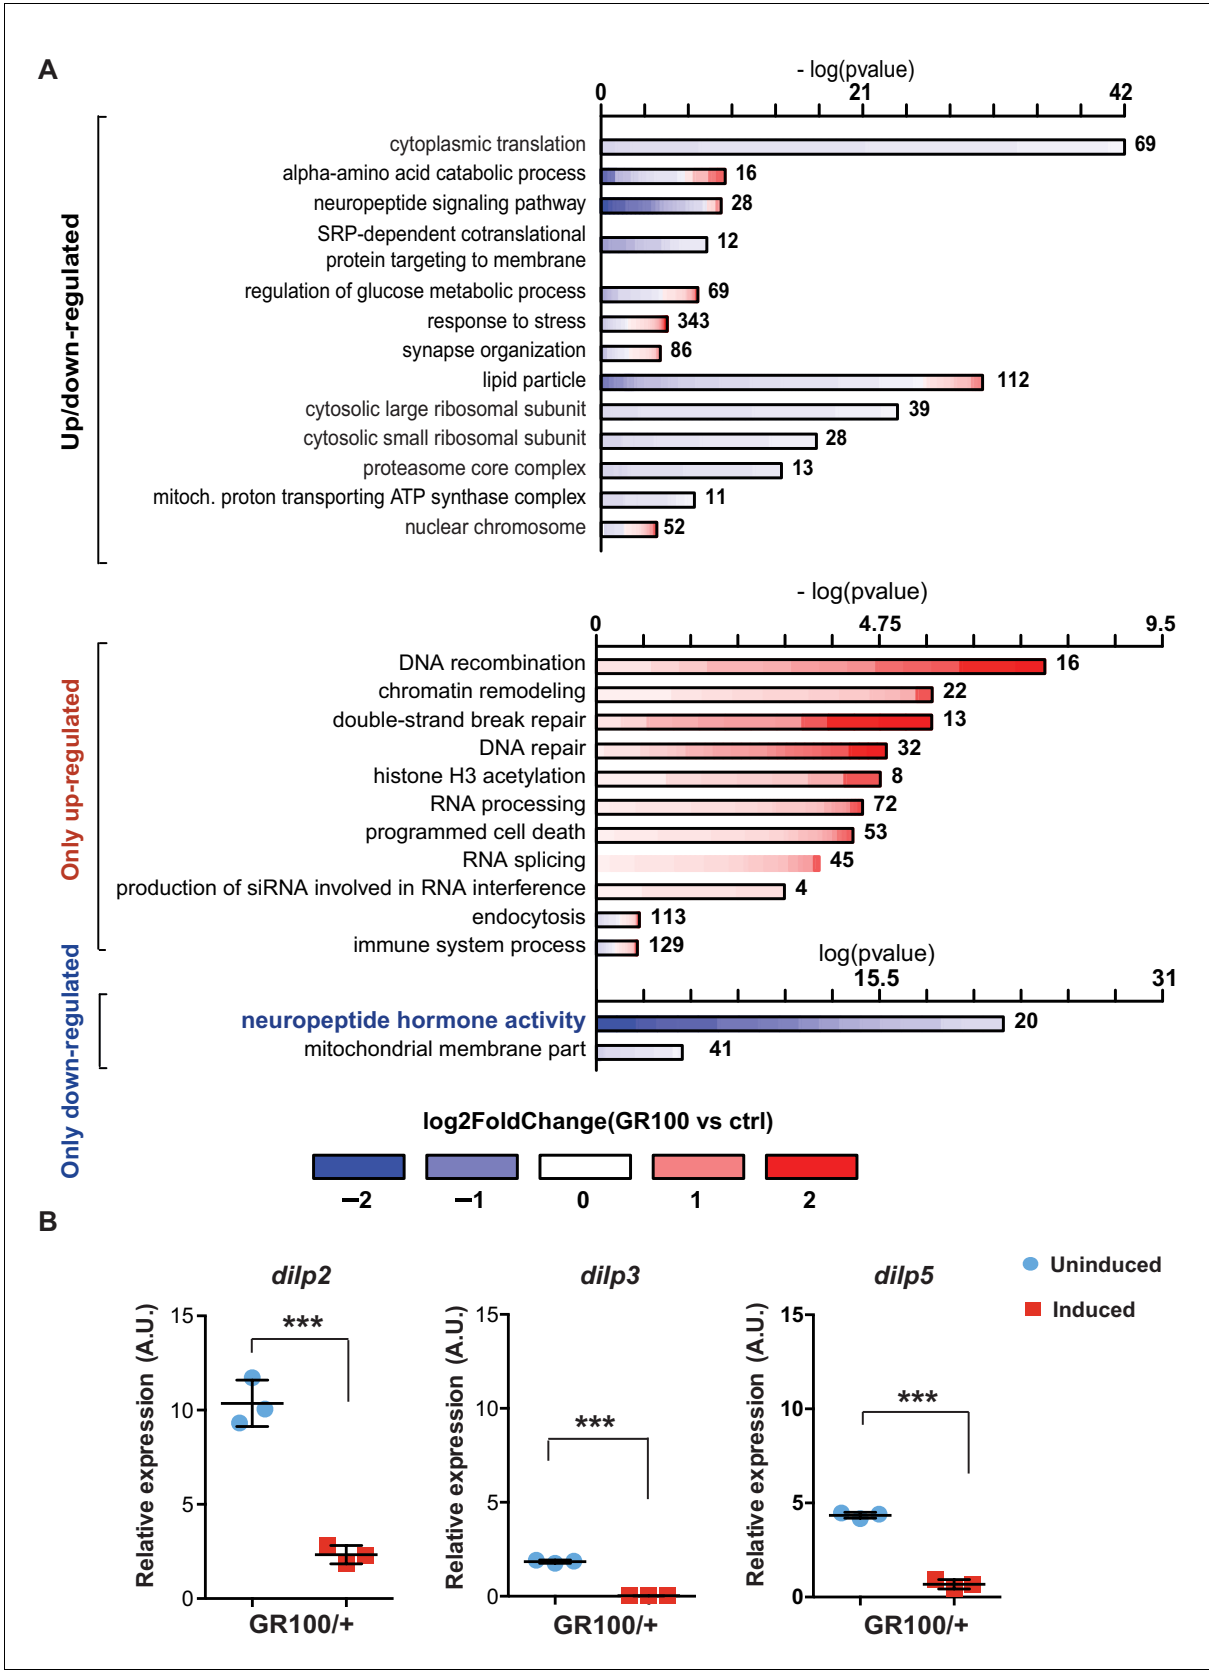 A
- log(pvalue)
0 21 42
Up/down-regulated
cytoplasmic translation 69
alpha-amino acid catabolic process 16
neuropeptide signaling pathway 28
SRP-dependent cotranslational
protein targeting to membrane 12
regulation of glucose metabolic process 69
response to stress 343
synapse organization 86
lipid particle 112
cytosolic large ribosomal subunit 39
cytosolic small ribosomal subunit 28
proteasome core complex 13
mitoch. proton transporting ATP synthase complex 11
nuclear chromosome 52
- log(pvalue)
0 4.75 9.5
Only up-regulated
DNA recombination 16
chromatin remodeling 22
double-strand break repair 13
DNA repair 32
histone H3 acetylation 8
RNA processing 72
programmed cell death 53
RNA splicing 45
production of siRNA involved in RNA interference 4
endocytosis 113
immune system process 129
log(pvalue)
15.5 31
Only down-regulated
neuropeptide hormone activity 20
mitochondrial membrane part 41
log2FoldChange(GR100 vs ctrl)
−2 −1 0 1 2
B
dilp2
Relative expression (A.U.)
15
10
5
0
***
GR100/+
dilp3
Relative expression (A.U.)
15
10
5
0
***
GR100/+
dilp5
Relative expression (A.U.)
15
10
5
0
***
GR100/+
Uninduced
Induced